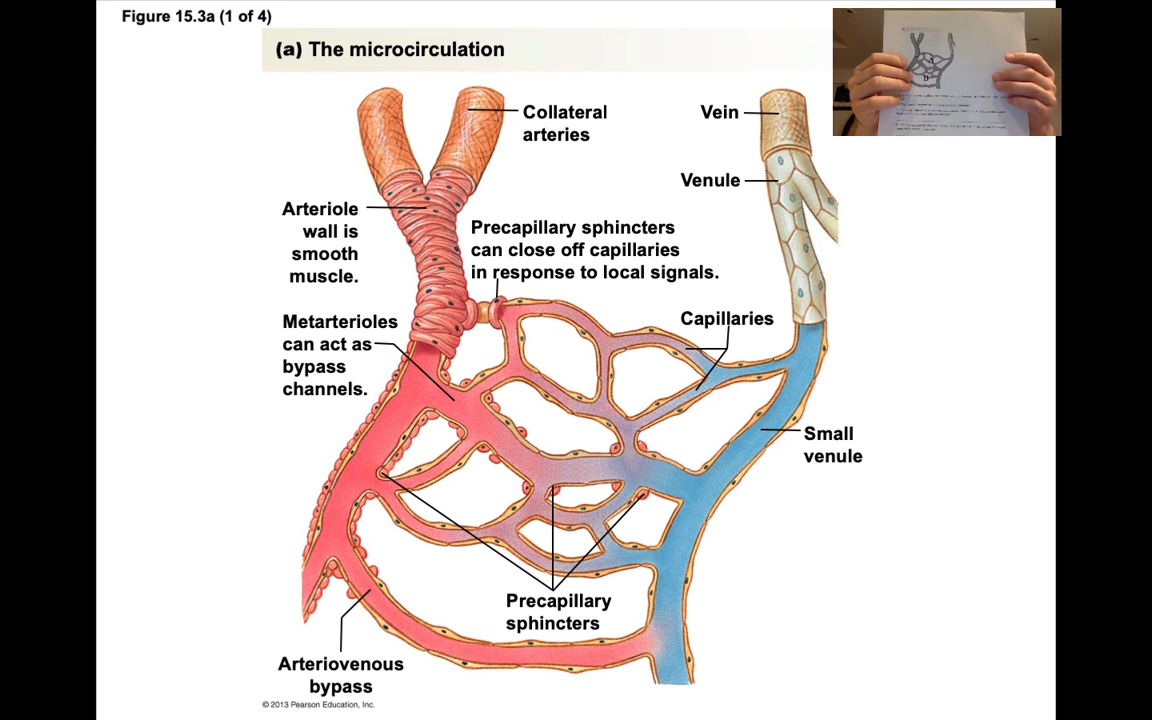 Figure 15.3a (1 of 4)
(a) The microcirculation
Collateral
arteries
Vein
Venule
Arteriole
wall is
smooth
muscle.
Precapillary sphincters
can close off capillaries
in response to local signals.
Metarterioles
can act as
bypass
channels.
Capillaries
Small
venule
Precapillary
sphincters
Arteriovenous
bypass
© 2013 Pearson Education, Inc.
A
B